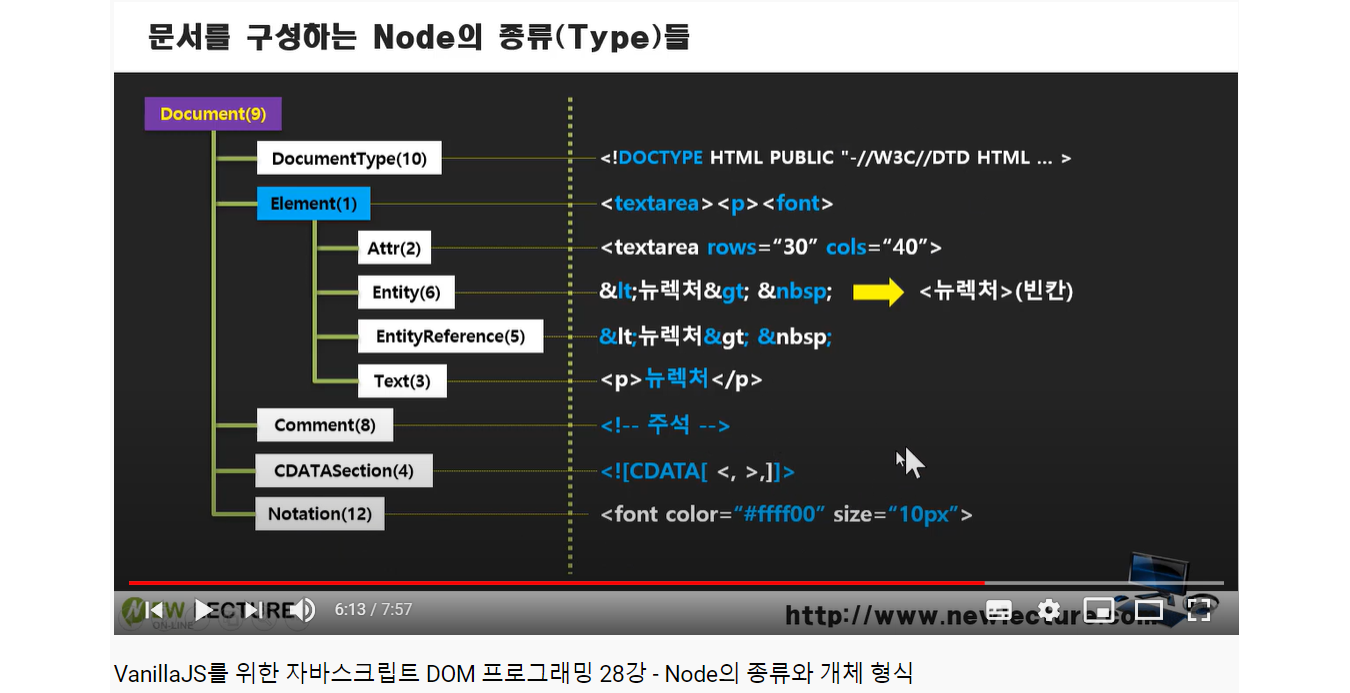 문서를 구성하는 Node의 종류(Type)들
Document(9)
DocumentType(10) <!DOCTYPE HTML PUBLIC "-//W3C//DTD HTML ... >
Element(1) <textarea><p><font>
Attr(2) <textarea rows=“30” cols=“40”>
Entity(6) &lt;뉴렉처&gt; &nbsp; <뉴렉처>(빈칸)
EntityReference(5) &lt;뉴렉처&gt; &nbsp;
Text(3) <p>뉴렉처</p>
Comment(8) <!-- 주석 -->
CDATASection(4) <![CDATA[ <, >,]]>
Notation(12) <font color=“#ffff00” size=“10px”>
NEW LECTURE
ON-LINE
6:13 / 7:57
http://www.newlecture.com
VanillaJS를 위한 자바스크립트 DOM 프로그래밍 28강 - Node의 종류와 개체 형식